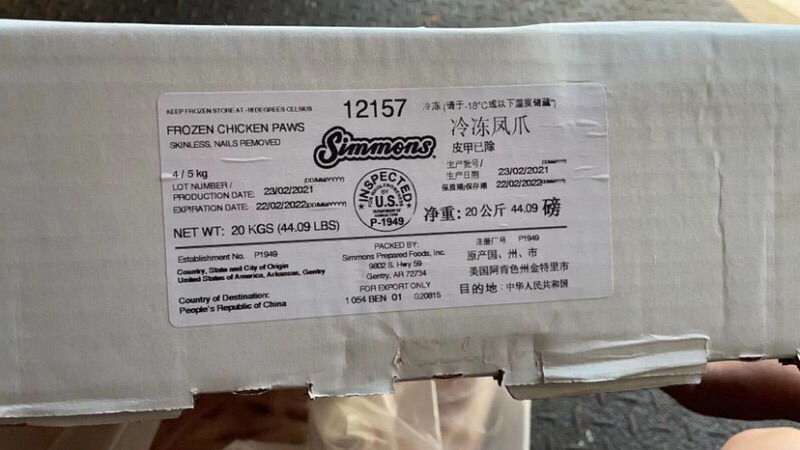 KEEP FROZEN STORE AT -18 DEGREES CELSIUS
12157
冷冻 (请于-18°C或以下温度储藏)
FROZEN CHICKEN PAWS
SKINLESS, NAILS REMOVED
Simmons
冷冻凤爪
皮甲已除
4 / 5 kg
LOT NUMBER /
PRODUCTION DATE: 23/02/2021
EXPIRATION DATE: 22/02/2022 (DD/MM/YYYY)
INSPECTED
U.S.
DEPARTMENT OF
AGRICULTURE
P-1949
生产批号/
生产日期 23/02/2021
保质期/保存期 22/02/2022
NET WT: 20 KGS (44.09 LBS)
净重: 20 公斤 44.09 磅
Establishment No. P1949
Country, State and City of Origin
United States of America, Arkansas, Gentry
Country of Destination:
People's Republic of China
PACKED BY:
Simmons Prepared Foods, Inc.
9802 S. Hwy 59
Gentry, AR 72734
FOR EXPORT ONLY
1 054 BEN 01 G20815
注册厂号 P1949
原产国、州、市
美国阿肯色州金特里市
目的地: 中华人民共和国